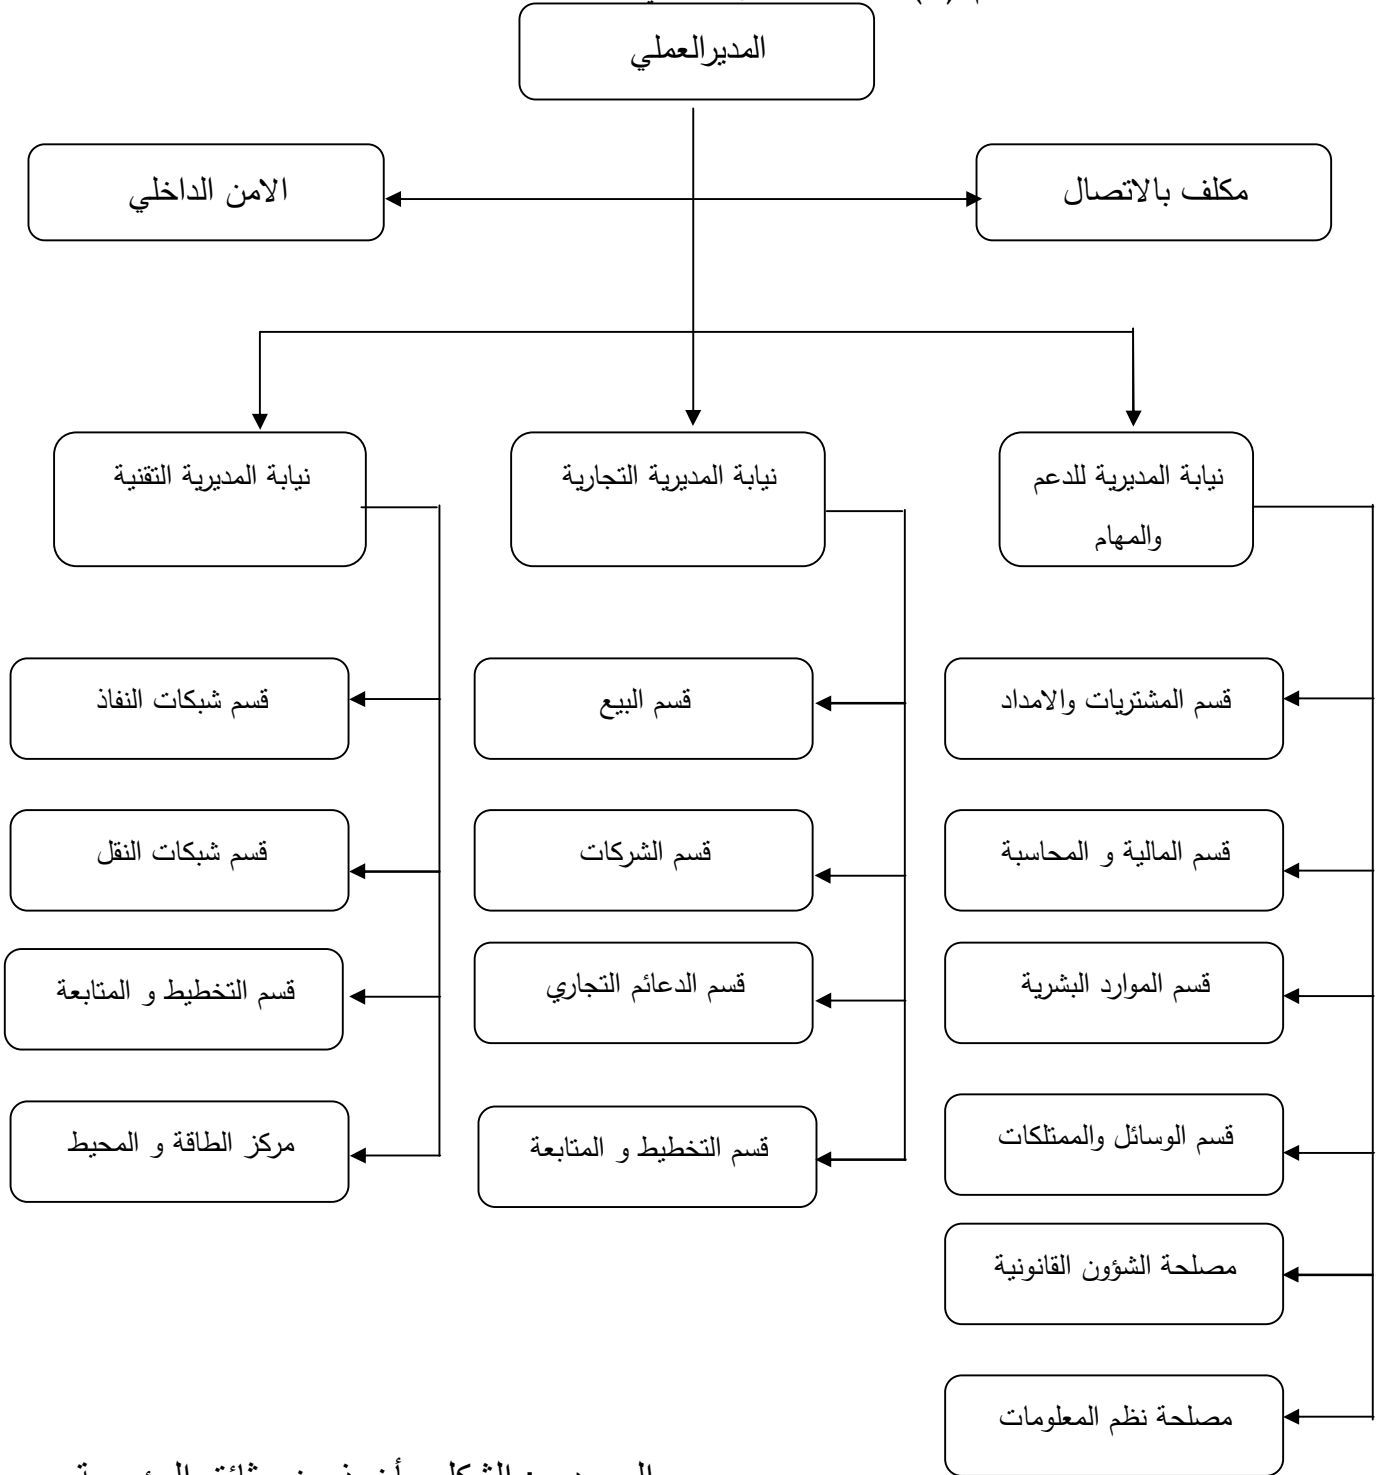 المديرالعملي
مكلف بالاتصال
الامن الداخلي
نيابة المديرية للدعم
والمهام
نيابة المديرية التجارية
نيابة المديرية التقنية
قسم المشتريات والامداد
قسم البيع
قسم شبكات النفاذ
قسم المالية و المحاسبة
قسم الشركات
قسم شبكات النقل
قسم الموارد البشرية
قسم الدعائم التجاري
قسم التخطيط و المتابعة
قسم الوسائل والممتلكات
قسم التخطيط و المتابعة
مركز الطاقة و المحيط
مصلحة الشؤون القانونية
مصلحة نظم المعلومات